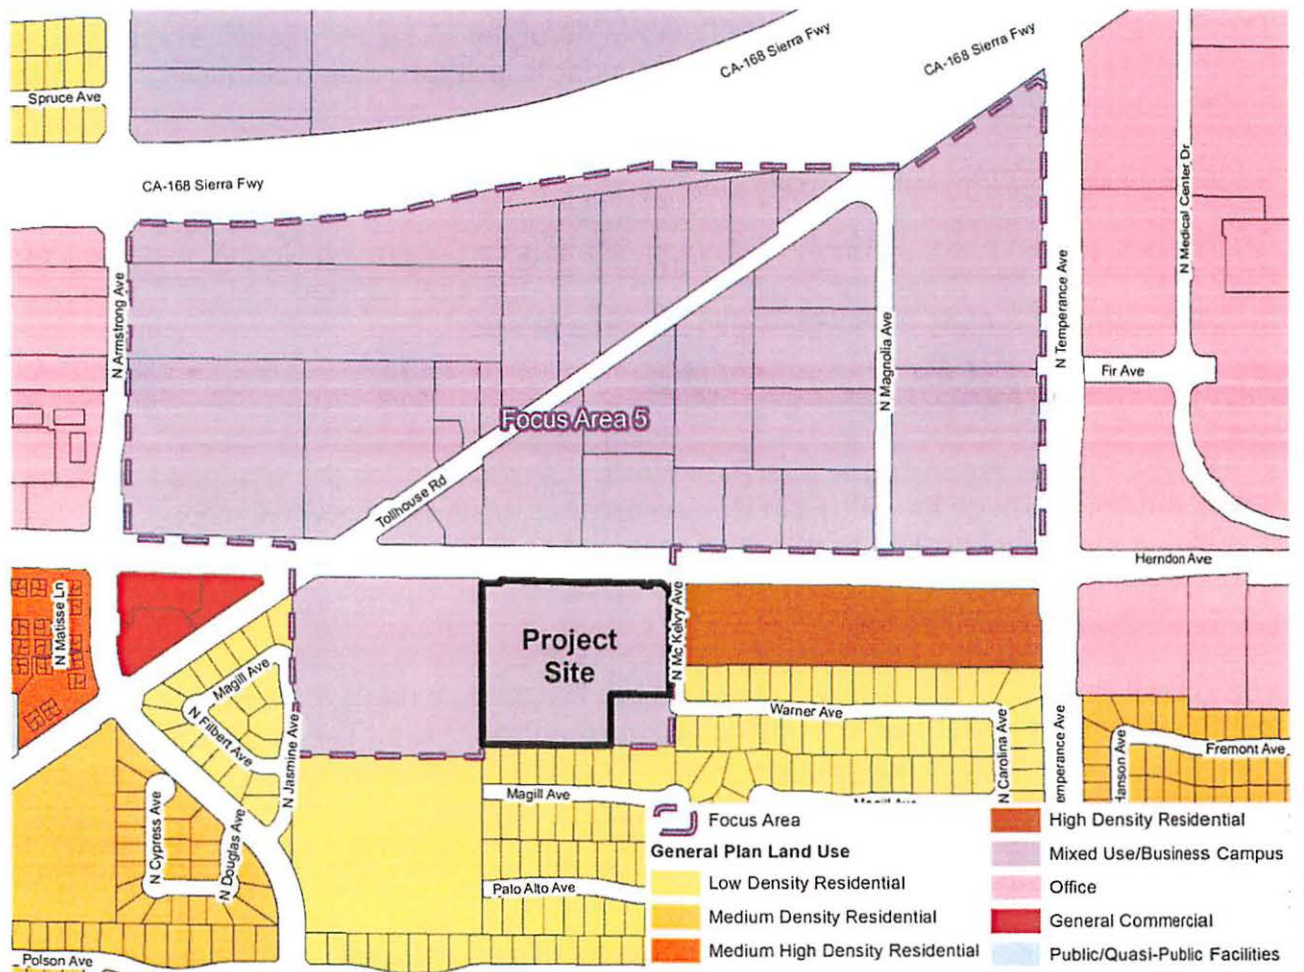 CA-168 Sierra Fwy
CA-168 Sierra Fwy
Spruce Ave
CA-168 Sierra Fwy
N Medical Center Dr
N Armstrong Ave
N Temperance Ave
N Magnolia Ave
Fir Ave
Focus Area 5
Tollhouse Rd
Herndon Ave
N Matisse Ln
N Mc Kelvy Ave
Project
Site
Magill Ave
N Filbert Ave
N Jasmine Ave
Warner Ave
N Carolina Ave
emperance Ave
Hanson Ave
Fremont Ave
Magill Ave
Magill Ave
N Cypress Ave
N Douglas Ave
Palo Alto Ave
Polson Ave
Focus Area
General Plan Land Use
Low Density Residential
Medium Density Residential
Medium High Density Residential
High Density Residential
Mixed Use/Business Campus
Office
General Commercial
Public/Quasi-Public Facilities